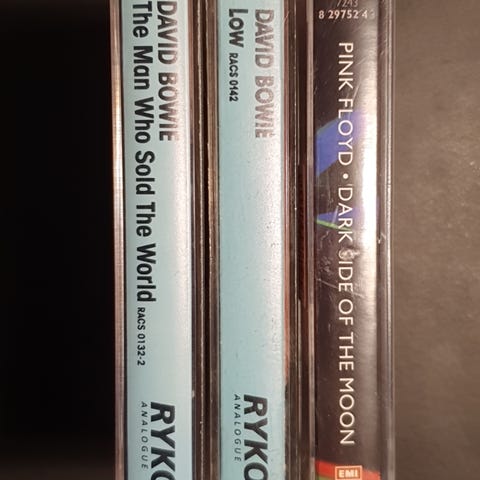 DAVID BOWIE
The Man Who Sold The World RACS 0132-2
RYKO
ANALOGUE
DAVID BOWIE
Low RACS 0142
RYKO
ANALOGUE
7243
8 29752 4
PINK FLOYD • 'DARK SIDE OF THE MOON
EMI